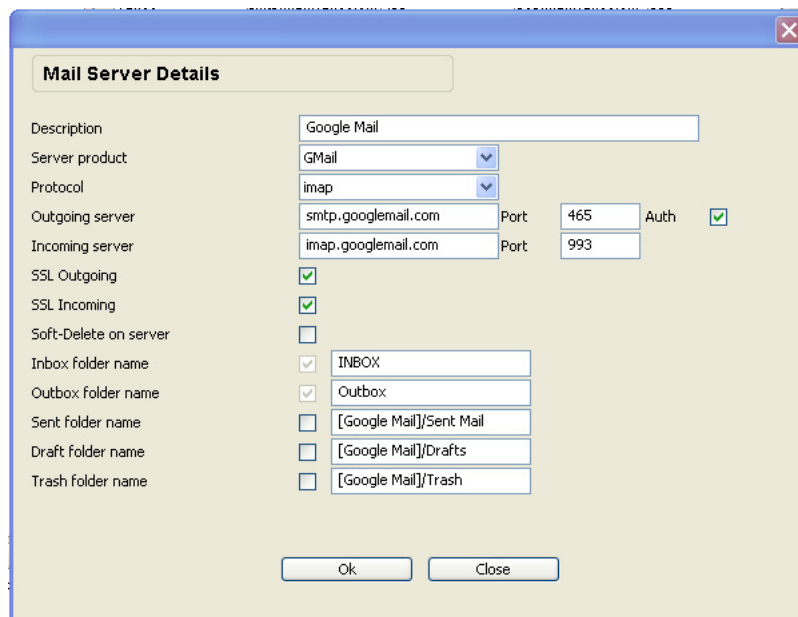 Mail Server Details
Description Google Mail
Server product GMail
Protocol imap
Outgoing server smtp.googlemail.com Port 465 Auth
Incoming server imap.googlemail.com Port 993
SSL Outgoing
SSL Incoming
Soft-Delete on server
Inbox folder name INBOX
Outbox folder name Outbox
Sent folder name [Google Mail]/Sent Mail
Draft folder name [Google Mail]/Drafts
Trash folder name [Google Mail]/Trash
Ok Close